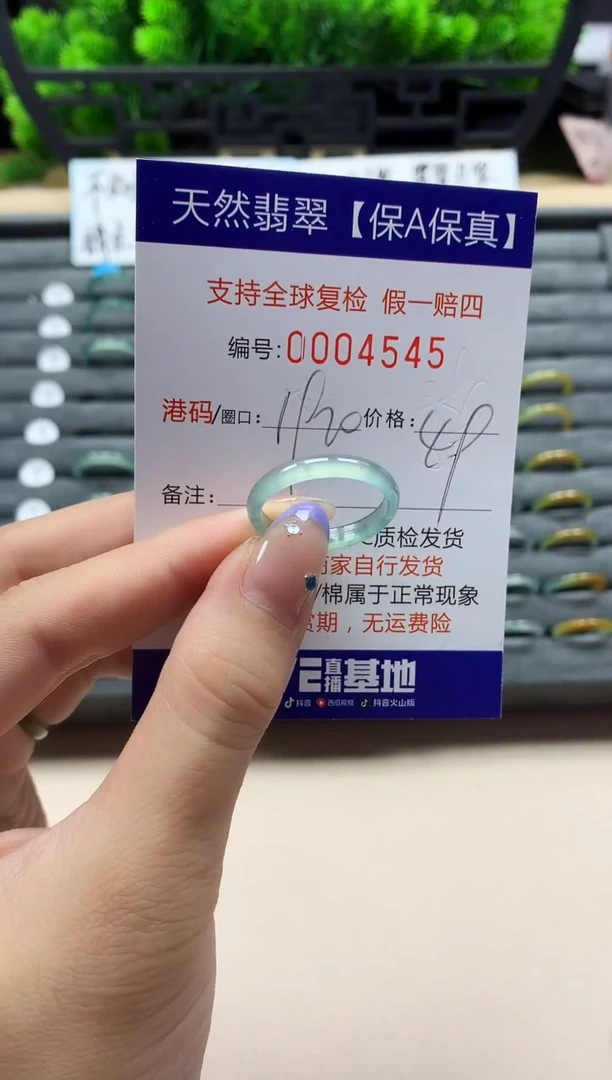 天然翡翠【保A保真】
支持全球复检 假一赔四
编号:0004545
港码/圈口: 价格:
备注:
质检发货
家自行发货
/棉属于正常现象
赏期，无运费险
直播基地
抖音 西瓜视频 抖音火山版